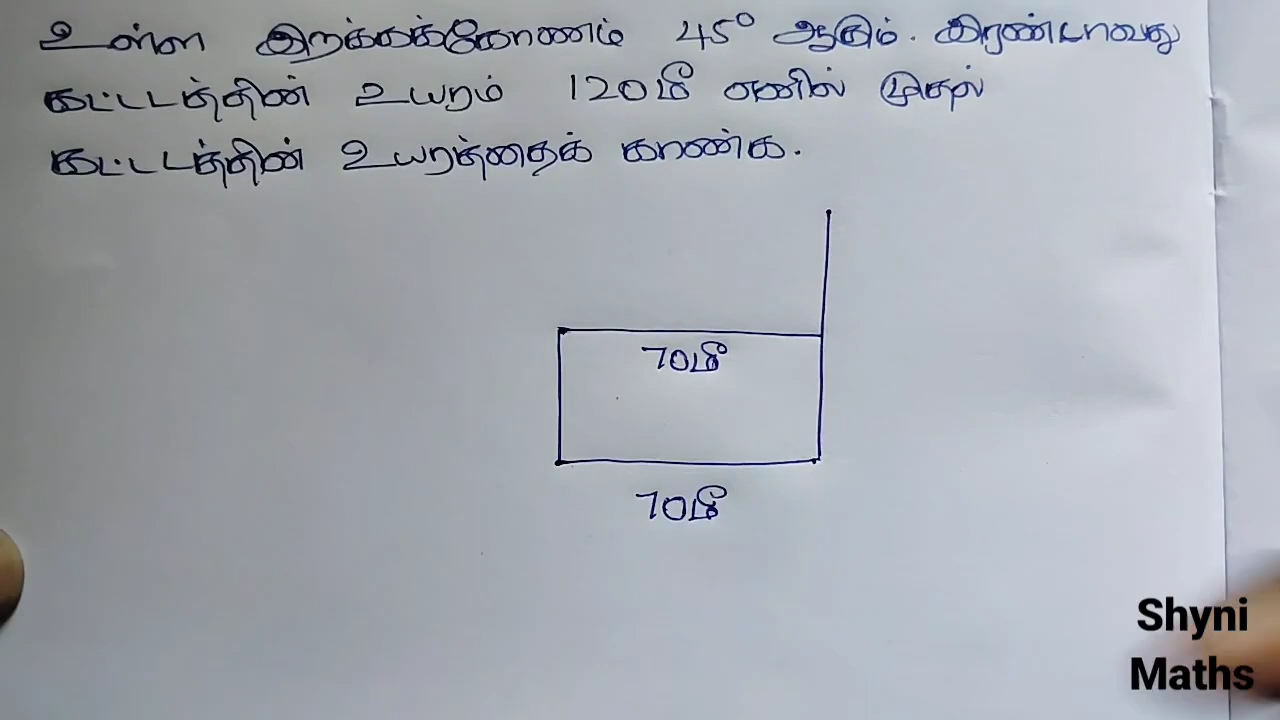 உள்ள இறக்கக்கோணம் 45° ஆகும். இரண்டாவது
கட்டடத்தின் உயரம் 120மீ எனில் முதல்
கட்டடத்தின் உயரத்தைக் காண்க.
70மீ
70மீ
Shyni
Maths